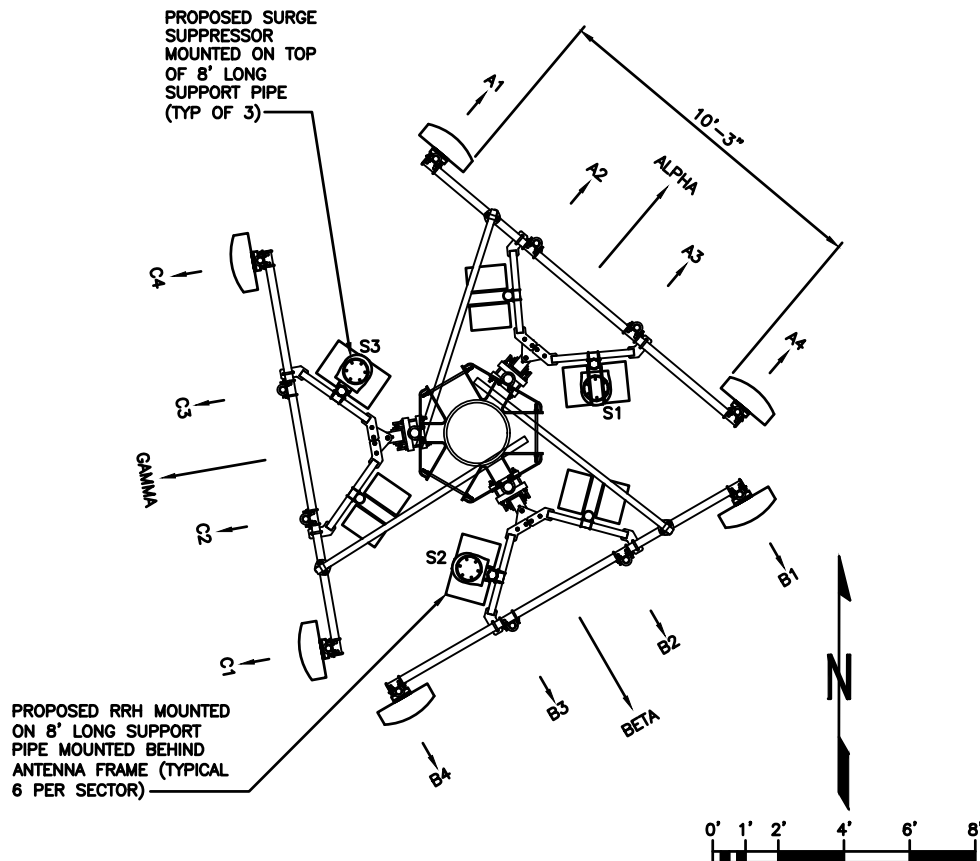 PROPOSED SURGE
SUPPRESSOR
MOUNTED ON TOP
OF 8' LONG
SUPPORT PIPE
(TYP OF 3)
A1
10'-3"
A2
ALPHA
A3
A4
C4
S3
S1
C3
GAMMA
C2
S2
B1
C1
B2
B3
BETA
B4
N
PROPOSED RRH MOUNTED
ON 8' LONG SUPPORT
PIPE MOUNTED BEHIND
ANTENNA FRAME (TYPICAL
6 PER SECTOR)
0' 1' 2' 4' 6' 8'